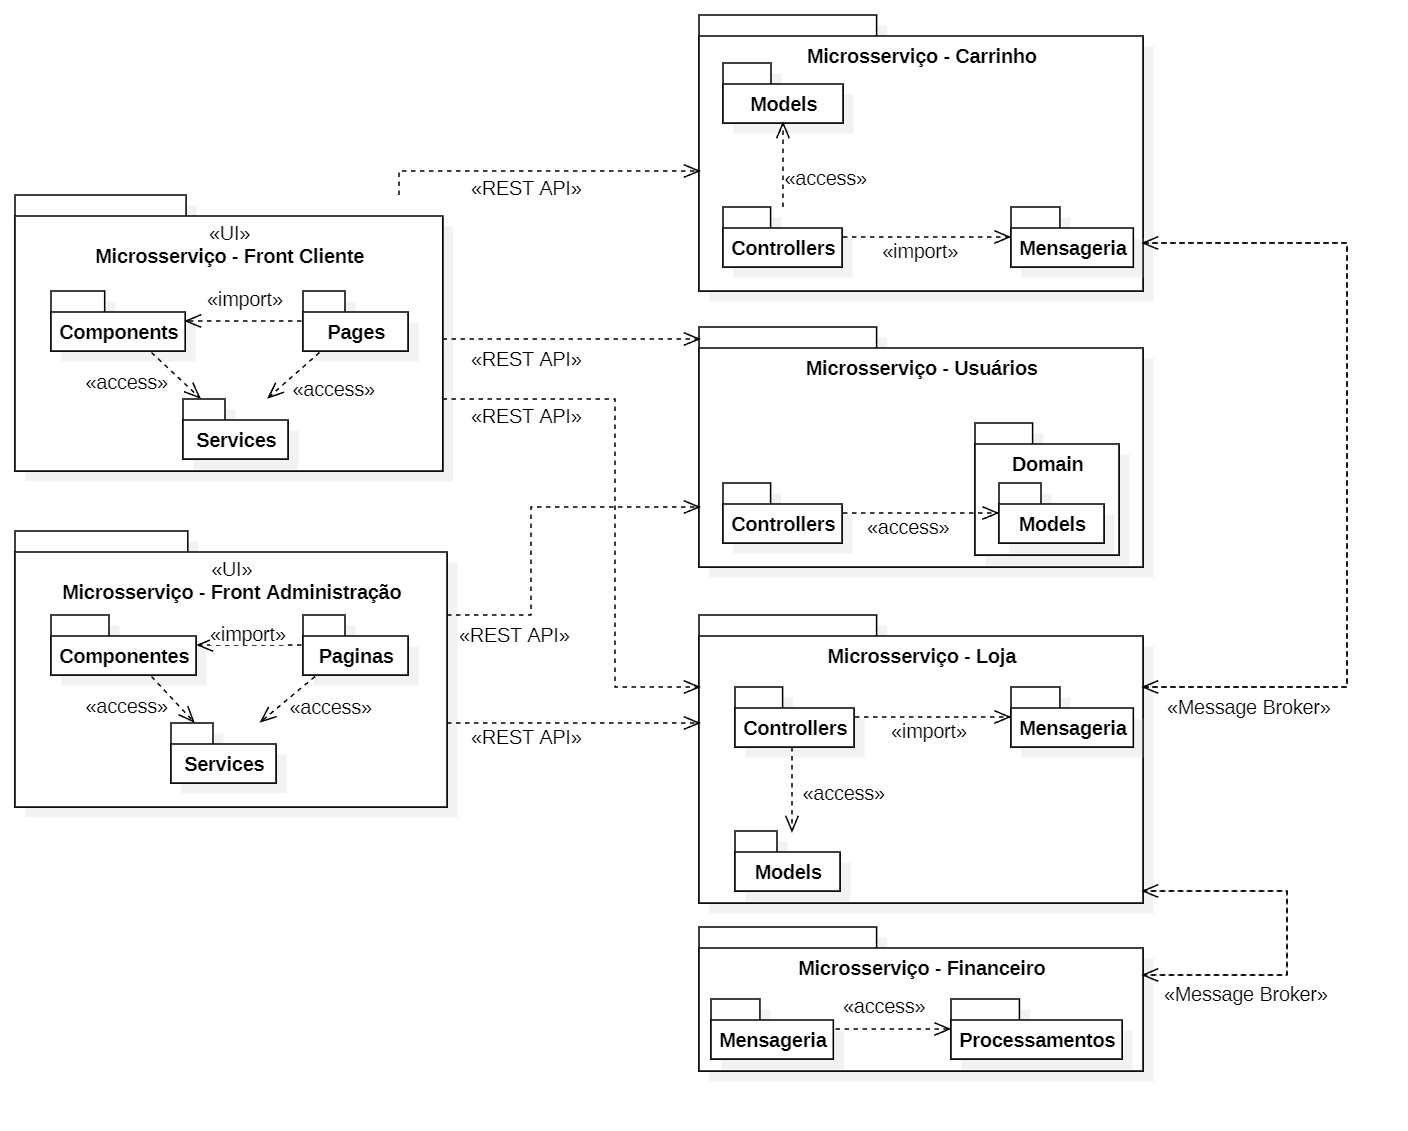 «UI»
Microsserviço - Front Cliente
«import»
Components
Pages
«access»
«access»
Services
«UI»
Microsserviço - Front Administração
«import»
Componentes
Paginas
«access»
«access»
Services
«REST API»
«REST API»
«REST API»
«REST API»
«REST API»
Microsserviço - Carrinho
Models
«access»
Controllers
«import»
Mensageria
Microsserviço - Usuários
Domain
Controllers
«access»
Models
Microsserviço - Loja
Controllers
«import»
Mensageria
«access»
Models
Microsserviço - Financeiro
«access»
Mensageria
Processamentos
«Message Broker»
«Message Broker»